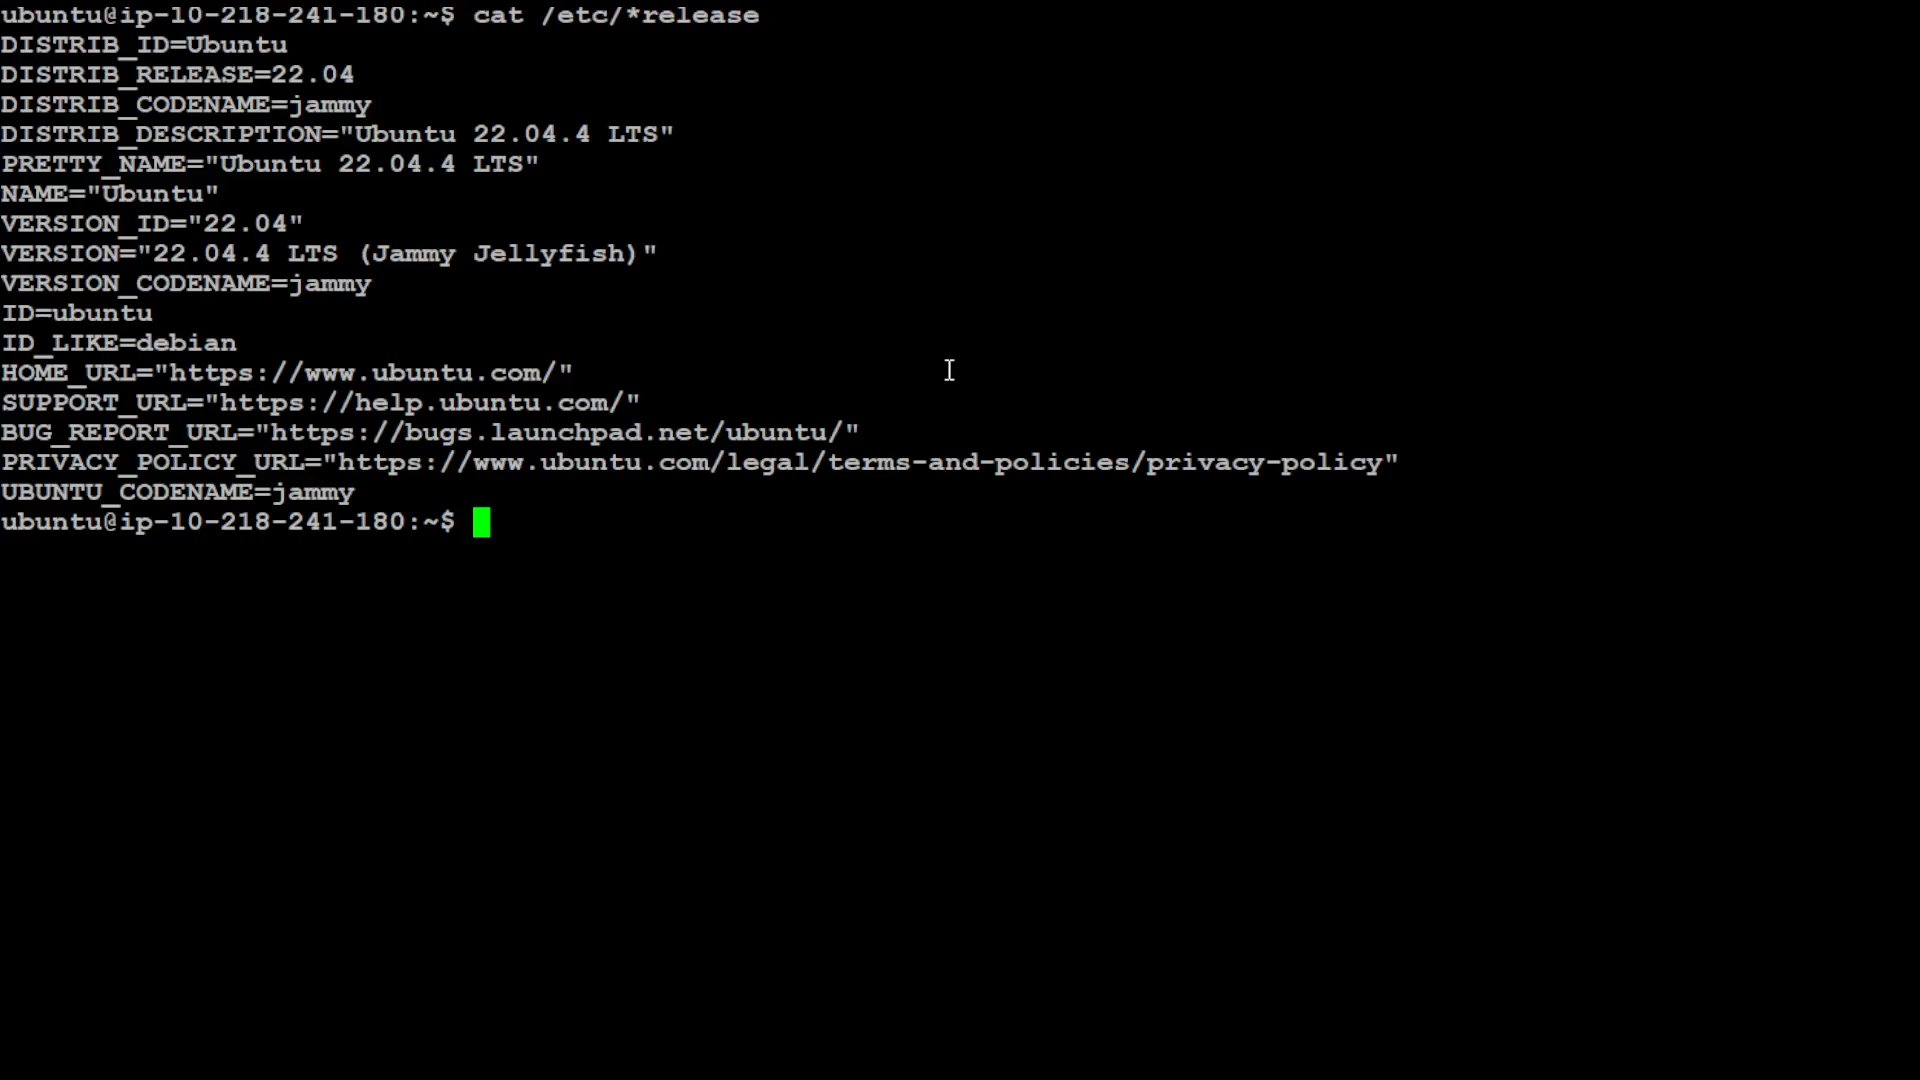 ubuntu@ip-10-218-241-180:~$ cat /etc/*release
DISTRIB_ID=Ubuntu
DISTRIB_RELEASE=22.04
DISTRIB_CODENAME=jammy
DISTRIB_DESCRIPTION="Ubuntu 22.04.4 LTS"
PRETTY_NAME="Ubuntu 22.04.4 LTS"
NAME="Ubuntu"
VERSION_ID="22.04"
VERSION="22.04.4 LTS (Jammy Jellyfish)"
VERSION_CODENAME=jammy
ID=ubuntu
ID_LIKE=debian
HOME_URL="https://www.ubuntu.com/"
SUPPORT_URL="https://help.ubuntu.com/"
BUG_REPORT_URL="https://bugs.launchpad.net/ubuntu/"
PRIVACY_POLICY_URL="https://www.ubuntu.com/legal/terms-and-policies/privacy-policy"
UBUNTU_CODENAME=jammy
ubuntu@ip-10-218-241-180:~$